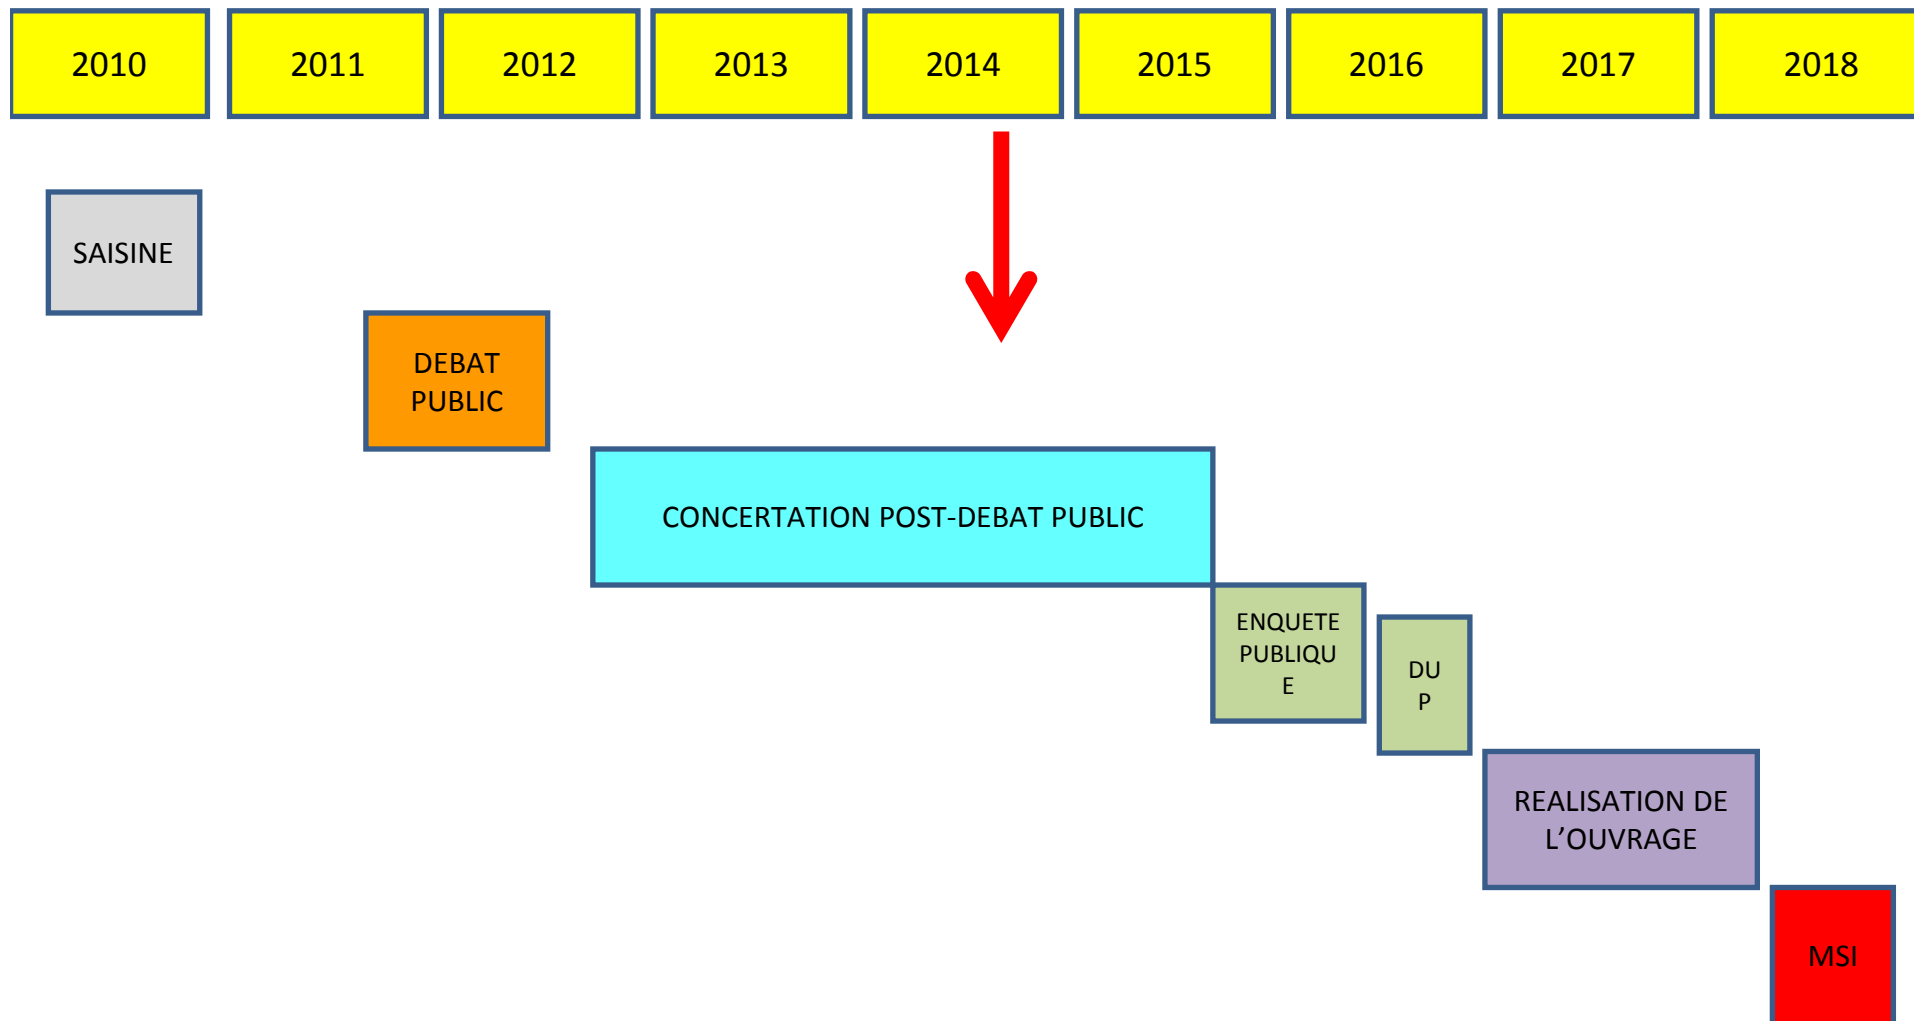 2010 2011 2012 2013 2014 2015 2016 2017 2018
SAISINE
DEBAT
PUBLIC
CONCERTATION POST-DEBAT PUBLIC
ENQUETE
PUBLIQU
E
DU
P
REALISATION DE
L’OUVRAGE
MSI